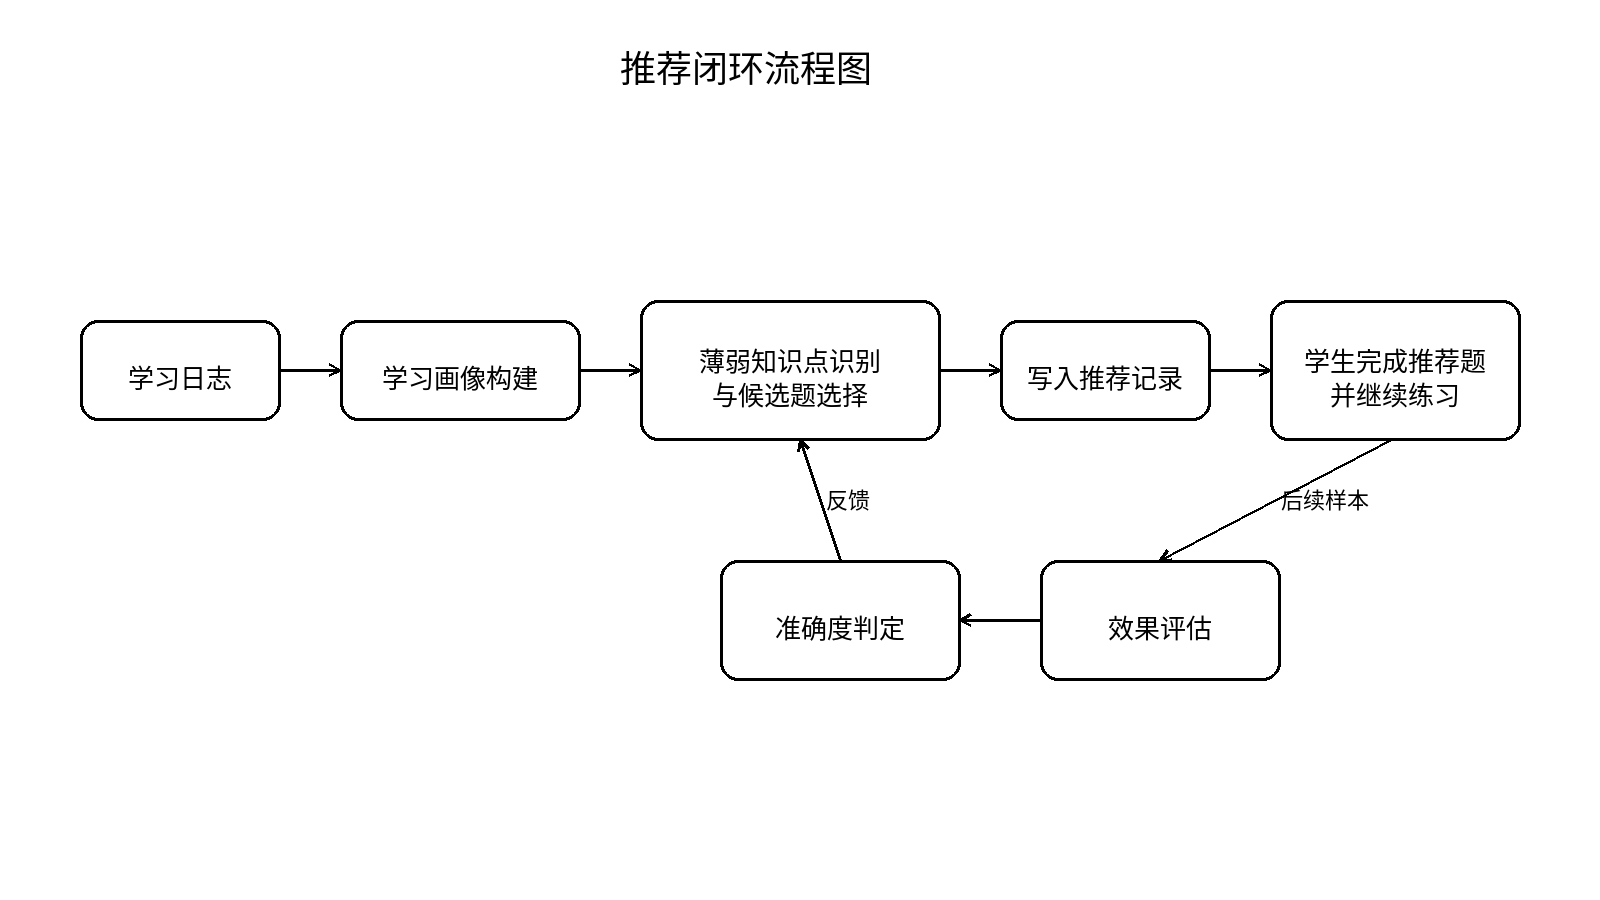 推荐闭环流程图
学习日志
学习画像构建
薄弱知识点识别
与候选题选择
写入推荐记录
学生完成推荐题
并继续练习
反馈
后续样本
准确度判定
效果评估